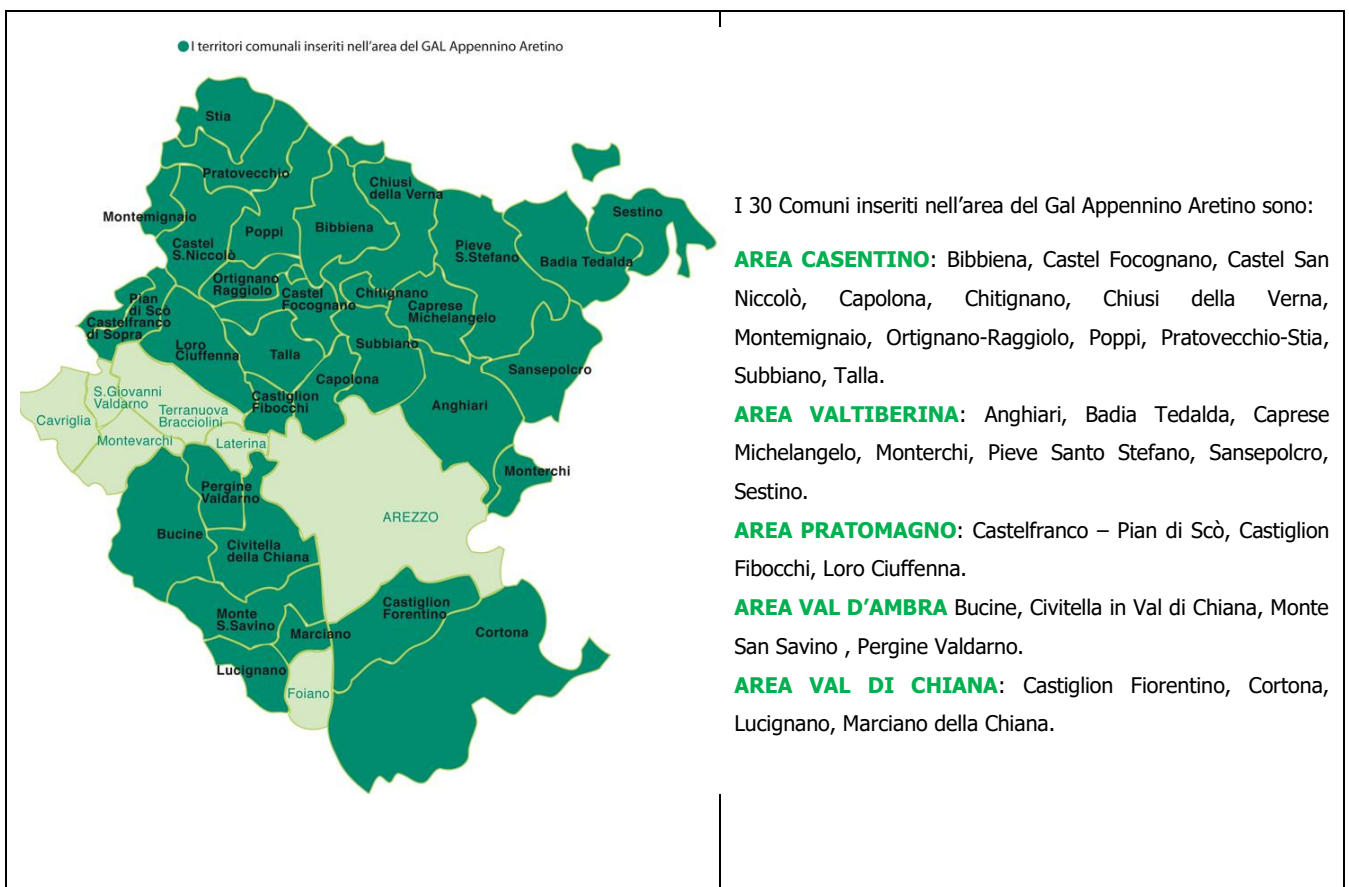 I territori comunali inseriti nell'area del GAL Appennino Aretino
Stia
Pratovecchio
Chiusi
della Verna
Montemignaio
Poppi
Bibbiena
Sestino
Castel
S.Niccolò
Pieve
S.Stefano
Badia Tedalda
Ortignano
Raggiolo
Castel
Focognano
Chitignano
Caprese
Michelangelo
Pian
di Scò
Castelfranco
di Sopra
Loro
Ciuffenna
Talla
Subbiano
Sansepolcro
Capolona
Castiglion
Fibocchi
Anghiari
S.Giovanni
Valdarno
Terranuova
Bracciolini
Cavriglia
Montevarchi
Laterina
Monterchi
Pergine
Valdarno
AREZZO
Bucine
Civitella
della Chiana
Castiglion
Forentino
Monte
S.Savino
Marciano
Cortona
Lucignano
Foiano
I 30 Comuni inseriti nell'area del Gal Appennino Aretino sono:
AREA CASENTINO: Bibbiena, Castel Focognano, Castel San
Niccolò, Capolona, Chitignano, Chiusi della Verna,
Montemignaio, Ortignano-Raggiolo, Poppi, Pratovecchio-Stia,
Subbiano, Talla.
AREA VALTIBERINA: Anghiari, Badia Tedalda, Caprese
Michelangelo, Monterchi, Pieve Santo Stefano, Sansepolcro,
Sestino.
AREA PRATOMAGNO: Castelfranco – Pian di Scò, Castiglion
Fibocchi, Loro Ciuffenna.
AREA VAL D'AMBRA Bucine, Civitella in Val di Chiana, Monte
San Savino , Pergine Valdarno.
AREA VAL DI CHIANA: Castiglion Fiorentino, Cortona,
Lucignano, Marciano della Chiana.